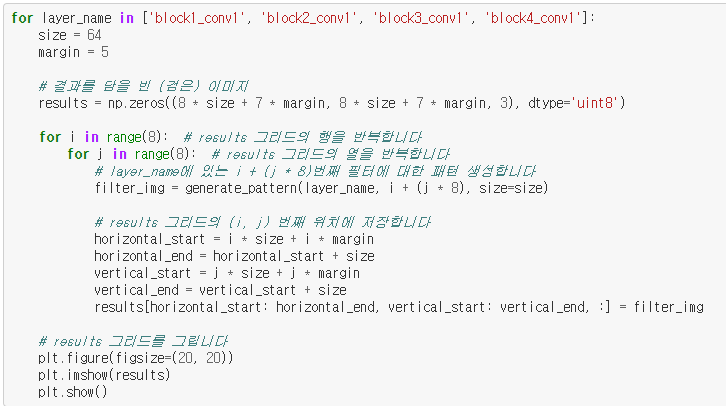 for layer_name in ['block1_conv1', 'block2_conv1', 'block3_conv1', 'block4_conv1']:
    size = 64
    margin = 5

    # 결과를 담을 빈 (검은) 이미지
    results = np.zeros((8 * size + 7 * margin, 8 * size + 7 * margin, 3), dtype='uint8')

    for i in range(8):  # results 그리드의 행을 반복합니다
        for j in range(8):  # results 그리드의 열을 반복합니다
            # layer_name에 있는 i + (j * 8)번째 필터에 대한 패턴 생성합니다
            filter_img = generate_pattern(layer_name, i + (j * 8), size=size)

            # results 그리드의 (i, j) 번째 위치에 저장합니다
            horizontal_start = i * size + i * margin
            horizontal_end = horizontal_start + size
            vertical_start = j * size + j * margin
            vertical_end = vertical_start + size
            results[horizontal_start: horizontal_end, vertical_start: vertical_end, :] = filter_img

    # results 그리드를 그립니다
    plt.figure(figsize=(20, 20))
    plt.imshow(results)
    plt.show()